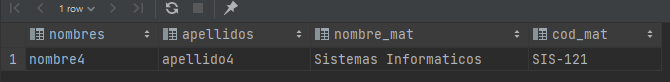 1 row
nombres apellidos nombre_mat cod_mat
1 nombre4 apellido4 Sistemas Informaticos SIS-121